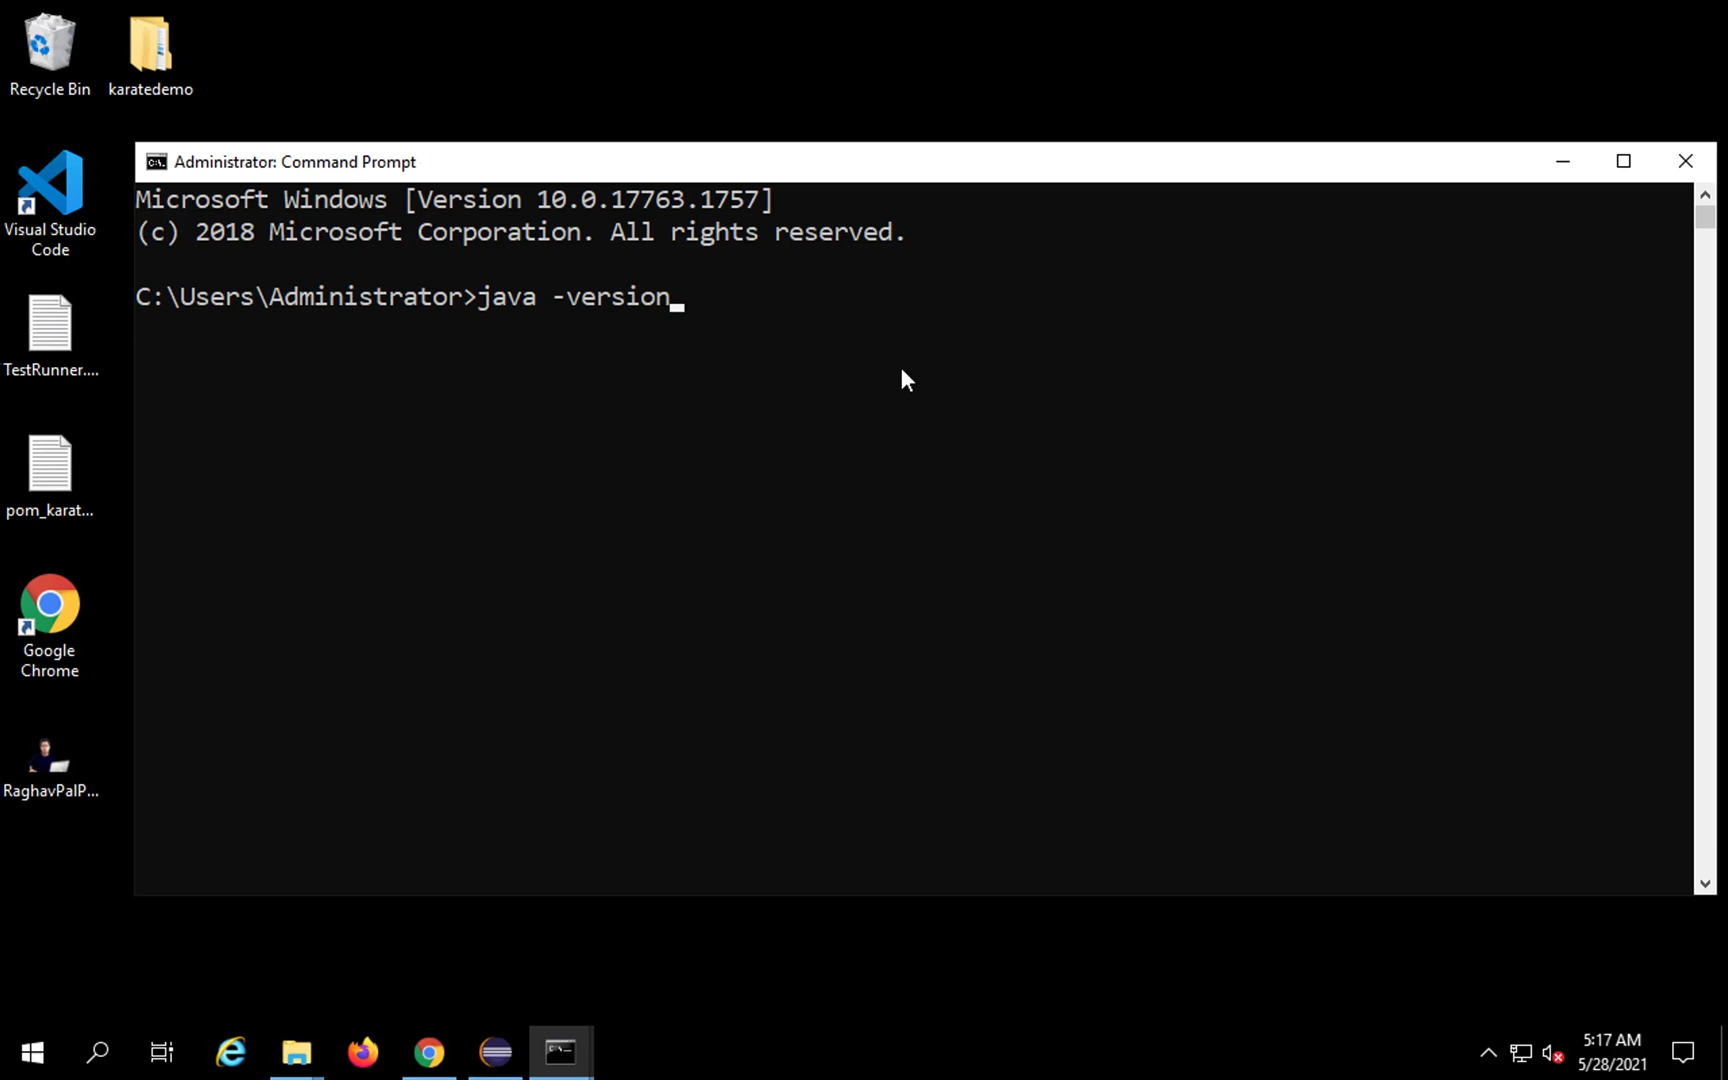 Recycle Bin
karatedemo
Visual Studio
Code
TestRunner....
pom_karat...
Google
Chrome
RaghavPalP...
Administrator: Command Prompt
Microsoft Windows [Version 10.0.17763.1757]
(c) 2018 Microsoft Corporation. All rights reserved.
C:\Users\Administrator>java -version
5:17 AM
5/28/2021